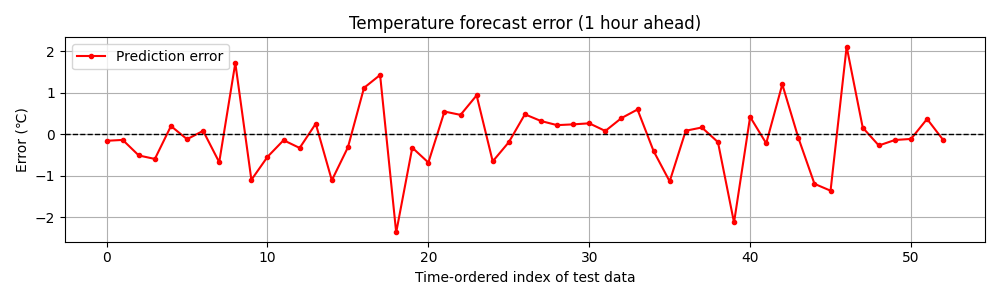 Temperature forecast error (1 hour ahead)
Prediction error
Error (℃)
2
1
0
−1
−2
0 10 20 30 40 50
Time-ordered index of test data